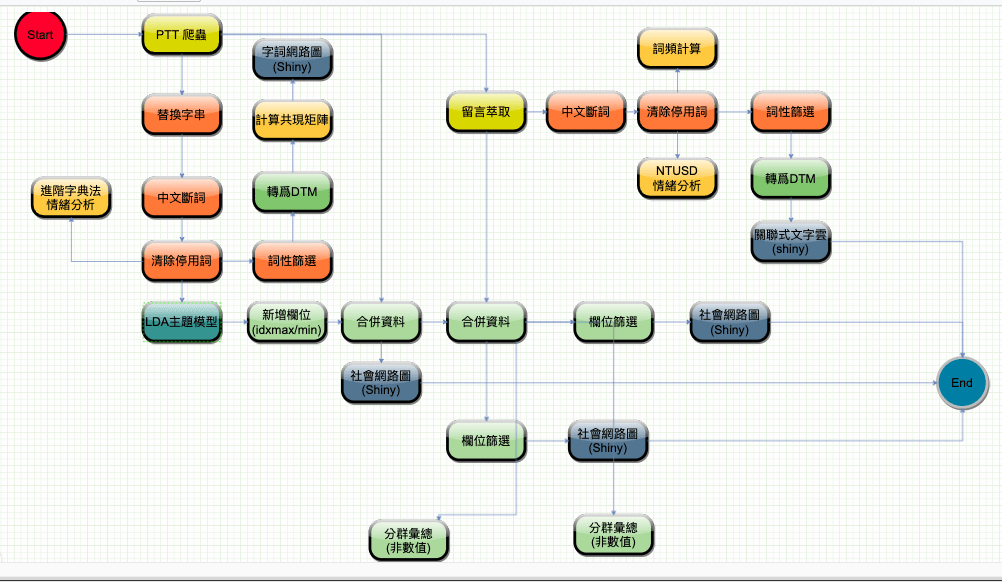 Start
PTT 爬蟲
字詞網路圖
(Shiny)
詞頻計算
替換字串
計算共現矩陣
留言萃取
中文斷詞
清除停用詞
詞性篩選
進階字典法
情緒分析
中文斷詞
轉爲DTM
NTUSD
情緒分析
轉爲DTM
清除停用詞
詞性篩選
關聯式文字雲
(shiny)
LDA主題模型
新增欄位
(idxmax/min)
合併資料
合併資料
欄位篩選
社會網路圖
(Shiny)
社會網路圖
(Shiny)
End
欄位篩選
社會網路圖
(Shiny)
分群彙總
(非數值)
分群彙總
(非數值)